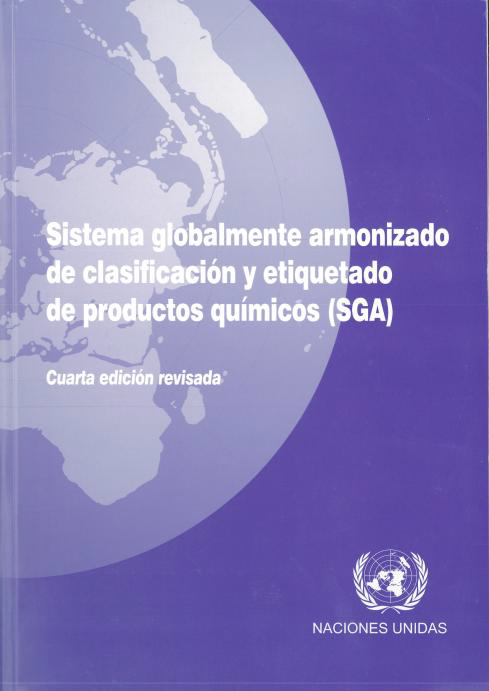 Sistema globalmente armonizado
de clasificación y etiquetado
de productos químicos (SGA)
Cuarta edición revisada
NACIONES UNIDAS